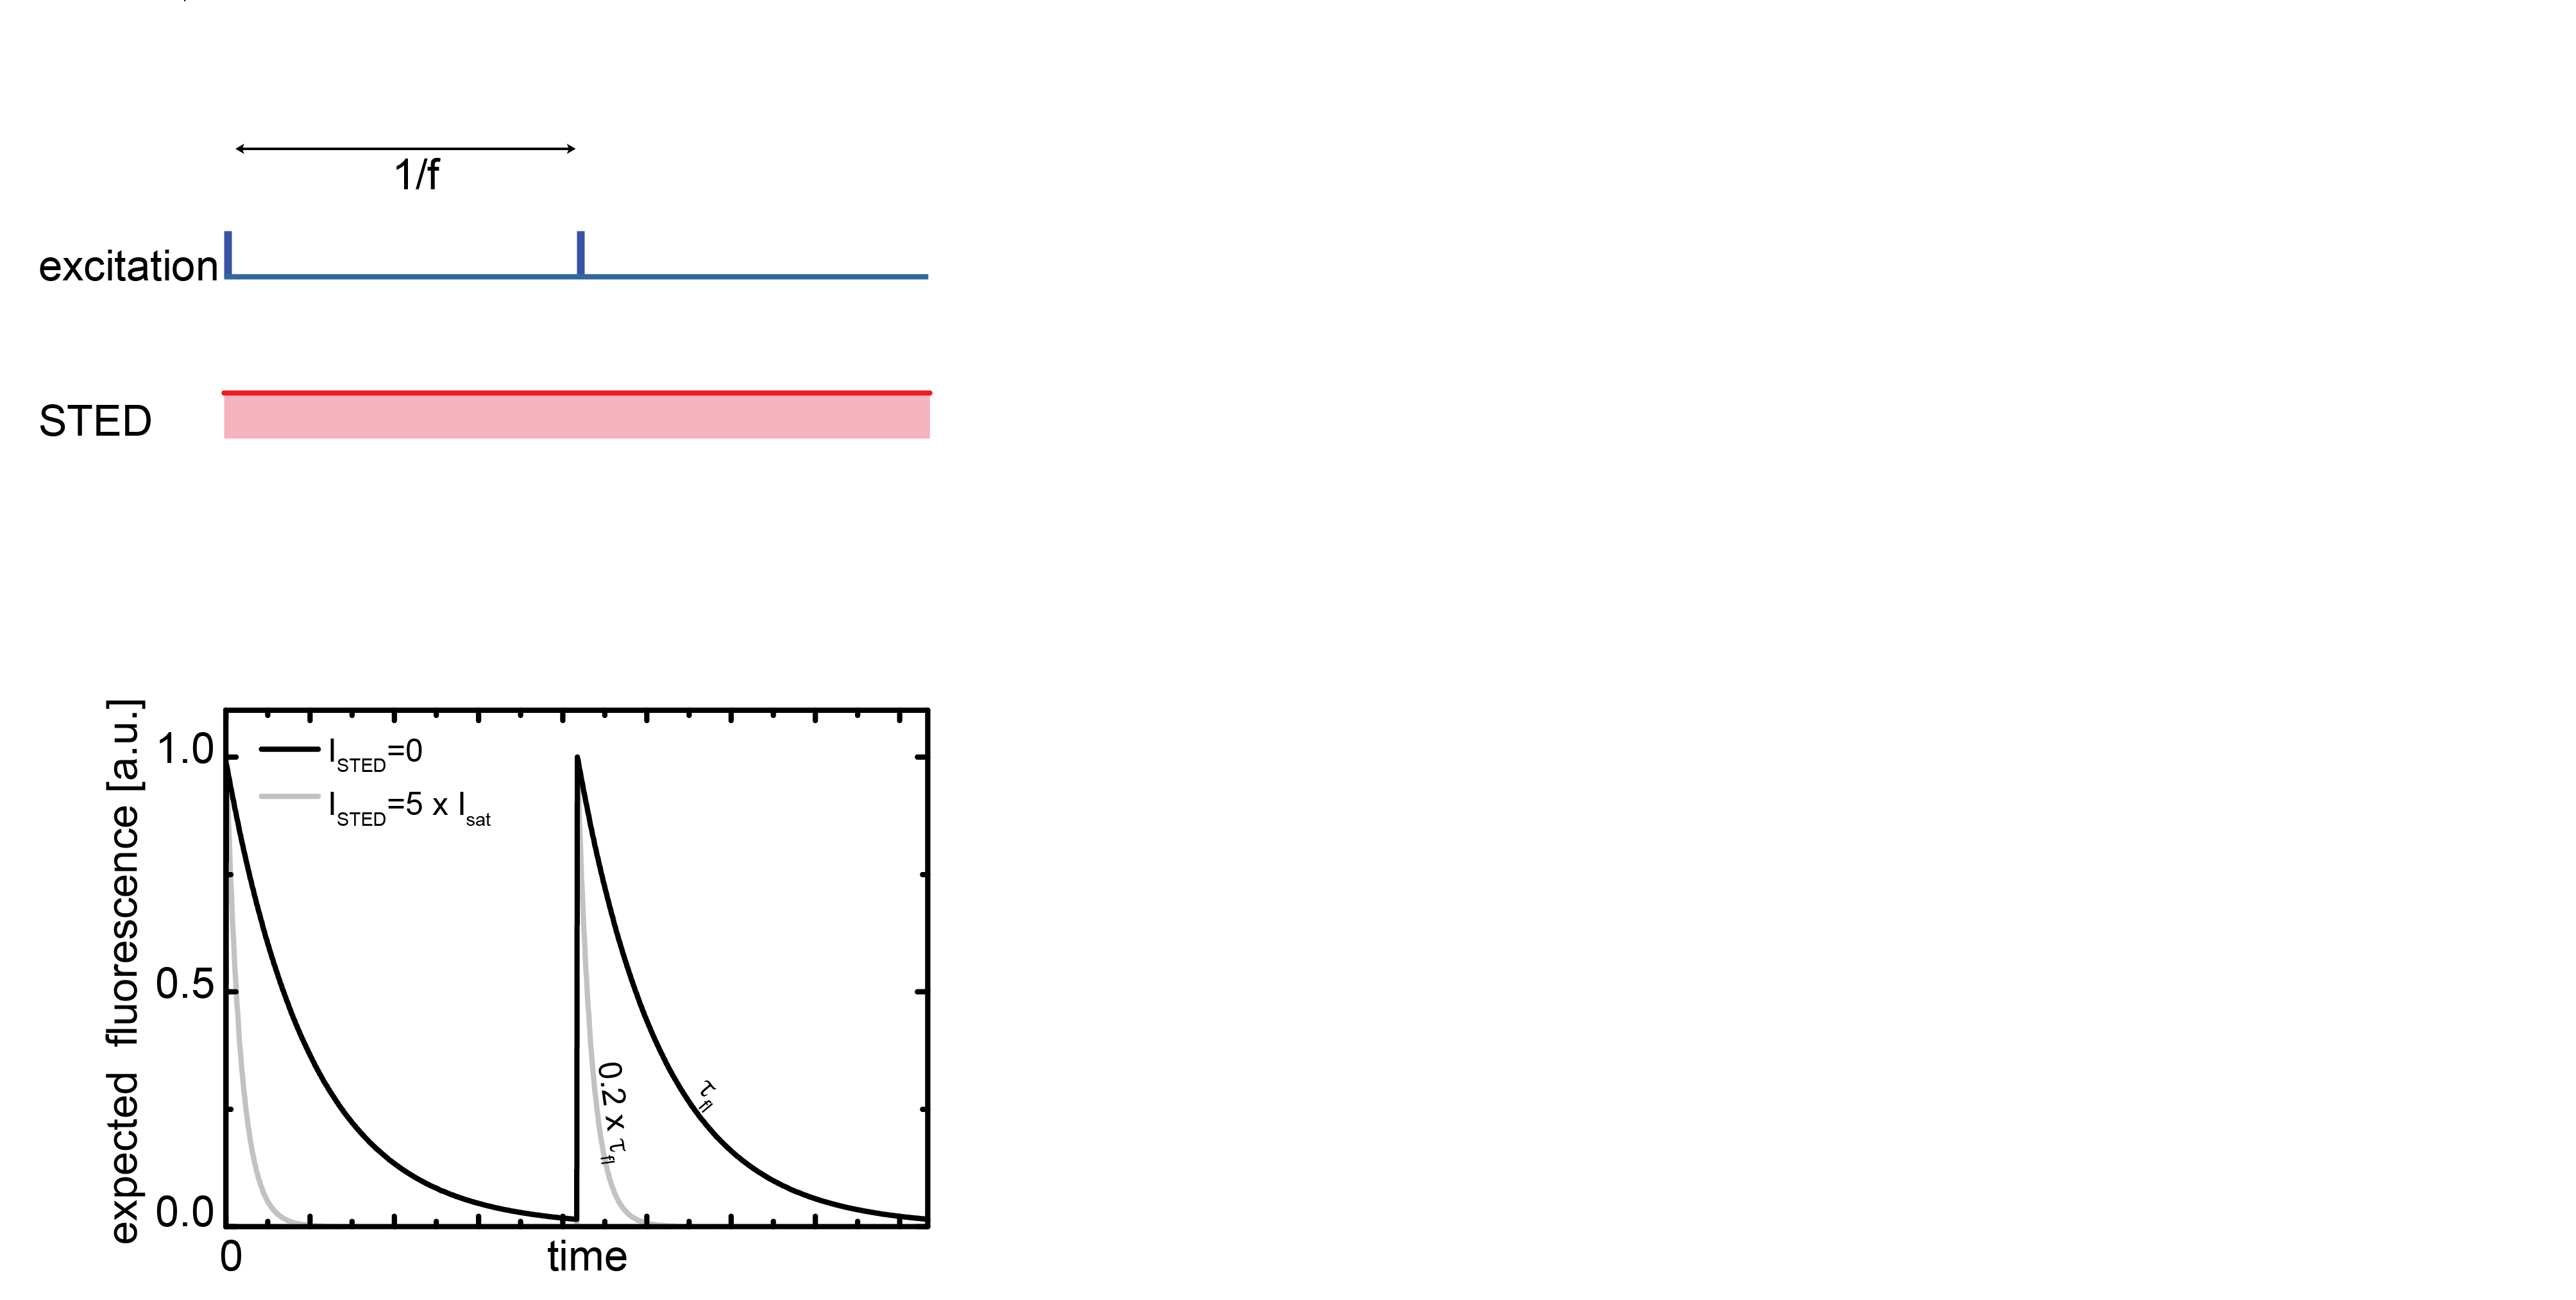 1/f
excitation
STED
expected fluorescence [a.u.]
1.0
0.5
0.0
I_STED=0
I_STED=5 x I_sat
0.2 x τ_fl
τ_fl
0
time